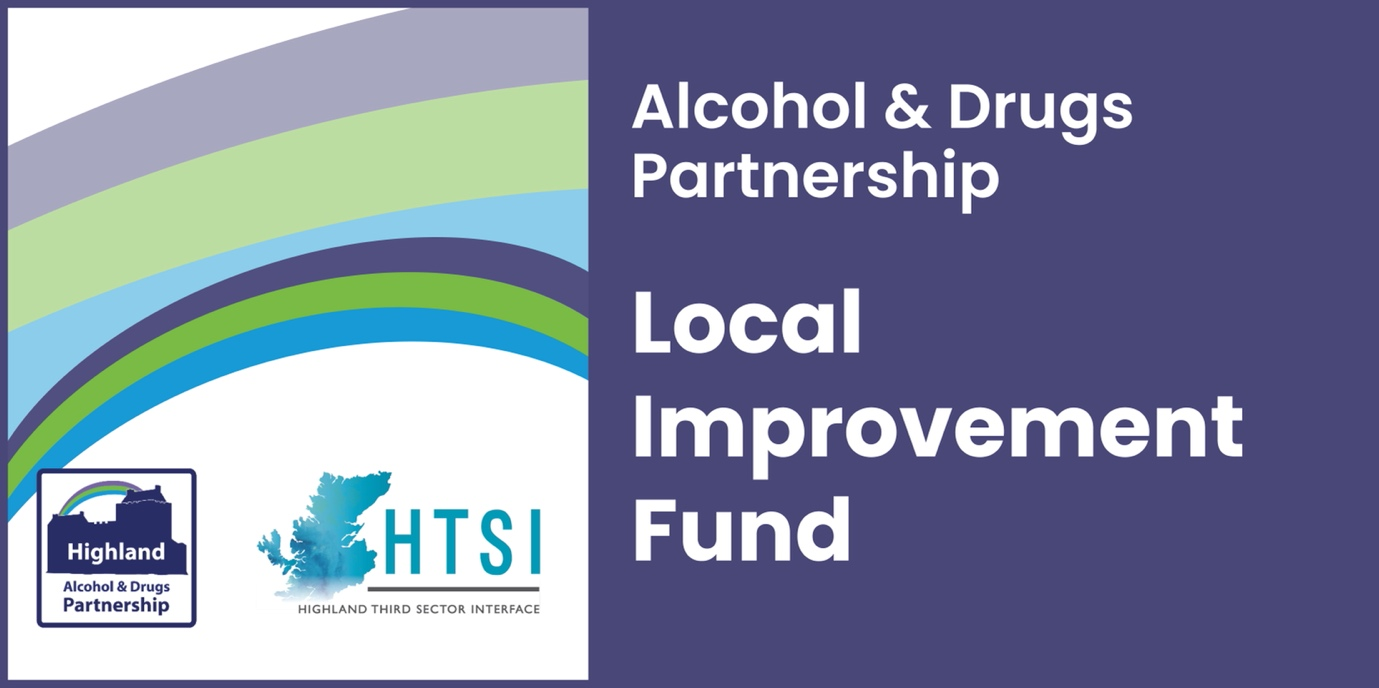 Alcohol & Drugs
Partnership
Local
Improvement
Fund
Highland
Alcohol & Drugs
Partnership
HTSI
HIGHLAND THIRD SECTOR INTERFACE